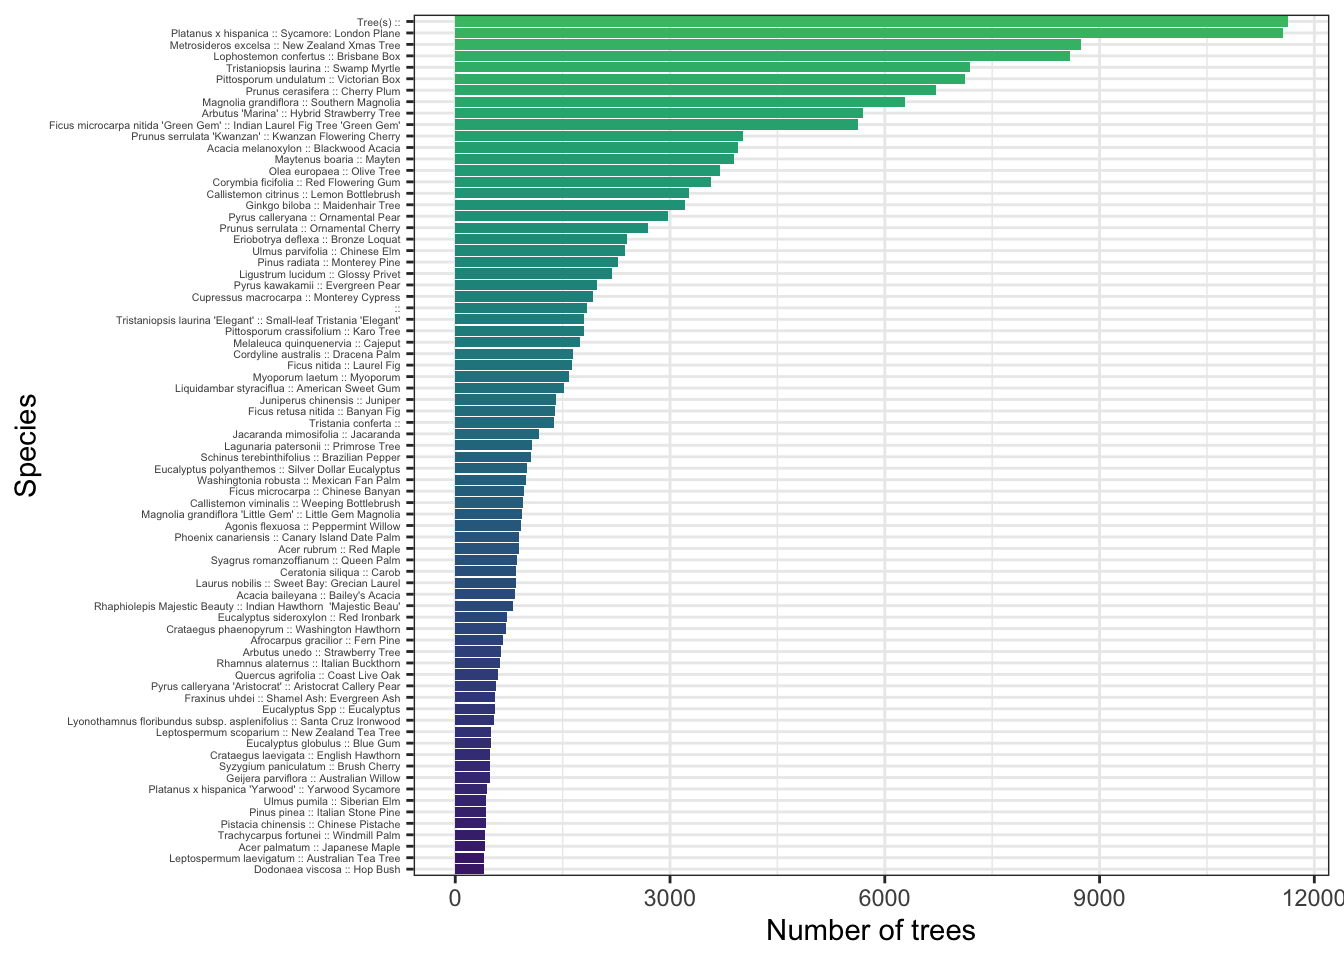 Tree(s) ::
Platanus x hispanica :: Sycamore: London Plane
Metrosideros excelsa :: New Zealand Xmas Tree
Lophostemon confertus :: Brisbane Box
Tristaniopsis laurina :: Swamp Myrtle
Pittosporum undulatum :: Victorian Box
Prunus cerasifera :: Cherry Plum
Magnolia grandiflora :: Southern Magnolia
Arbutus 'Marina' :: Hybrid Strawberry Tree
Ficus microcarpa nitida 'Green Gem' :: Indian Laurel Fig Tree 'Green Gem'
Prunus serrulata 'Kwanzan' :: Kwanzan Flowering Cherry
Acacia melanoxylon :: Blackwood Acacia
Maytenus boaria :: Mayten
Olea europaea :: Olive Tree
Corymbia ficifolia :: Red Flowering Gum
Callistemon citrinus :: Lemon Bottlebrush
Ginkgo biloba :: Maidenhair Tree
Pyrus calleryana :: Ornamental Pear
Prunus serrulata :: Ornamental Cherry
Eriobotrya deflexa :: Bronze Loquat
Ulmus parvifolia :: Chinese Elm
Pinus radiata :: Monterey Pine
Ligustrum lucidum :: Glossy Privet
Pyrus kawakamii :: Evergreen Pear
Cupressus macrocarpa :: Monterey Cypress
::
Tristaniopsis laurina 'Elegant' :: Small-leaf Tristania 'Elegant'
Pittosporum crassifolium :: Karo Tree
Melaleuca quinquenervia :: Cajeput
Cordyline australis :: Dracena Palm
Ficus nitida :: Laurel Fig
Myoporum laetum :: Myoporum
Liquidambar styraciflua :: American Sweet Gum
Juniperus chinensis :: Juniper
Ficus retusa nitida :: Banyan Fig
Tristania conferta ::
Jacaranda mimosifolia :: Jacaranda
Lagunaria patersonii :: Primrose Tree
Schinus terebinthifolius :: Brazilian Pepper
Eucalyptus polyanthemos :: Silver Dollar Eucalyptus
Washingtonia robusta :: Mexican Fan Palm
Ficus microcarpa :: Chinese Banyan
Callistemon viminalis :: Weeping Bottlebrush
Magnolia grandiflora 'Little Gem' :: Little Gem Magnolia
Agonis flexuosa :: Peppermint Willow
Phoenix canariensis :: Canary Island Date Palm
Acer rubrum :: Red Maple
Syagrus romanzoffianum :: Queen Palm
Ceratonia siliqua :: Carob
Laurus nobilis :: Sweet Bay: Grecian Laurel
Acacia baileyana :: Bailey's Acacia
Rhaphiolepis Majestic Beauty :: Indian Hawthorn  'Majestic Beau'
Eucalyptus sideroxylon :: Red Ironbark
Crataegus phaenopyrum :: Washington Hawthorn
Afrocarpus gracilior :: Fern Pine
Arbutus unedo :: Strawberry Tree
Rhamnus alaternus :: Italian Buckthorn
Quercus agrifolia :: Coast Live Oak
Pyrus calleryana 'Aristocrat' :: Aristocrat Callery Pear
Fraxinus uhdei :: Shamel Ash: Evergreen Ash
Eucalyptus Spp :: Eucalyptus
Lyonothamnus floribundus subsp. asplenifolius :: Santa Cruz Ironwood
Leptospermum scoparium :: New Zealand Tea Tree
Eucalyptus globulus :: Blue Gum
Crataegus laevigata :: English Hawthorn
Syzygium paniculatum :: Brush Cherry
Geijera parviflora :: Australian Willow
Platanus x hispanica 'Yarwood' :: Yarwood Sycamore
Ulmus pumila :: Siberian Elm
Pinus pinea :: Italian Stone Pine
Pistacia chinensis :: Chinese Pistache
Trachycarpus fortunei :: Windmill Palm
Acer palmatum :: Japanese Maple
Leptospermum laevigatum :: Australian Tea Tree
Dodonaea viscosa :: Hop Bush
Species
0 3000 6000 9000 12000
Number of trees